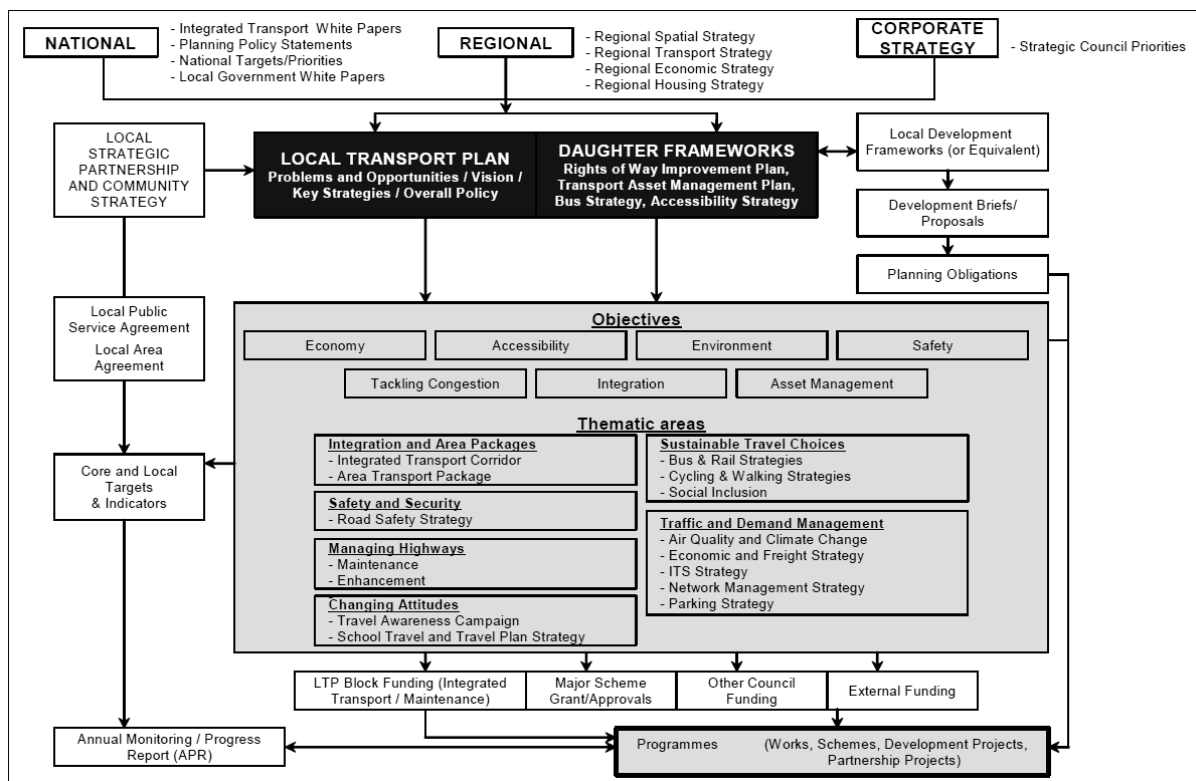 NATIONAL
- Integrated Transport White Papers
- Planning Policy Statements
- National Targets/Priorities
- Local Government White Papers
REGIONAL
- Regional Spatial Strategy
- Regional Transport Strategy
- Regional Economic Strategy
- Regional Housing Strategy
CORPORATE
STRATEGY
- Strategic Council Priorities
LOCAL
STRATEGIC
PARTNERSHIP
AND COMMUNITY
STRATEGY
LOCAL TRANSPORT PLAN
Problems and Opportunities / Vision /
Key Strategies / Overall Policy
DAUGHTER FRAMEWORKS
Rights of Way Improvement Plan,
Transport Asset Management Plan,
Bus Strategy, Accessibility Strategy
Local Development
Frameworks (or Equivalent)
Development Briefs/
Proposals
Planning Obligations
Local Public
Service Agreement
Local Area
Agreement
Objectives
Economy
Accessibility
Environment
Safety
Tackling Congestion
Integration
Asset Management
Thematic areas
Integration and Area Packages
- Integrated Transport Corridor
- Area Transport Package
Safety and Security
- Road Safety Strategy
Managing Highways
- Maintenance
- Enhancement
Changing Attitudes
- Travel Awareness Campaign
- School Travel and Travel Plan Strategy
Sustainable Travel Choices
- Bus & Rail Strategies
- Cycling & Walking Strategies
- Social Inclusion
Traffic and Demand Management
- Air Quality and Climate Change
- Economic and Freight Strategy
- ITS Strategy
- Network Management Strategy
- Parking Strategy
Core and Local
Targets
& Indicators
LTP Block Funding (Integrated
Transport / Maintenance)
Major Scheme
Grant/Approvals
Other Council
Funding
External Funding
Annual Monitoring / Progress
Report (APR)
Programmes (Works, Schemes, Development Projects,
Partnership Projects)